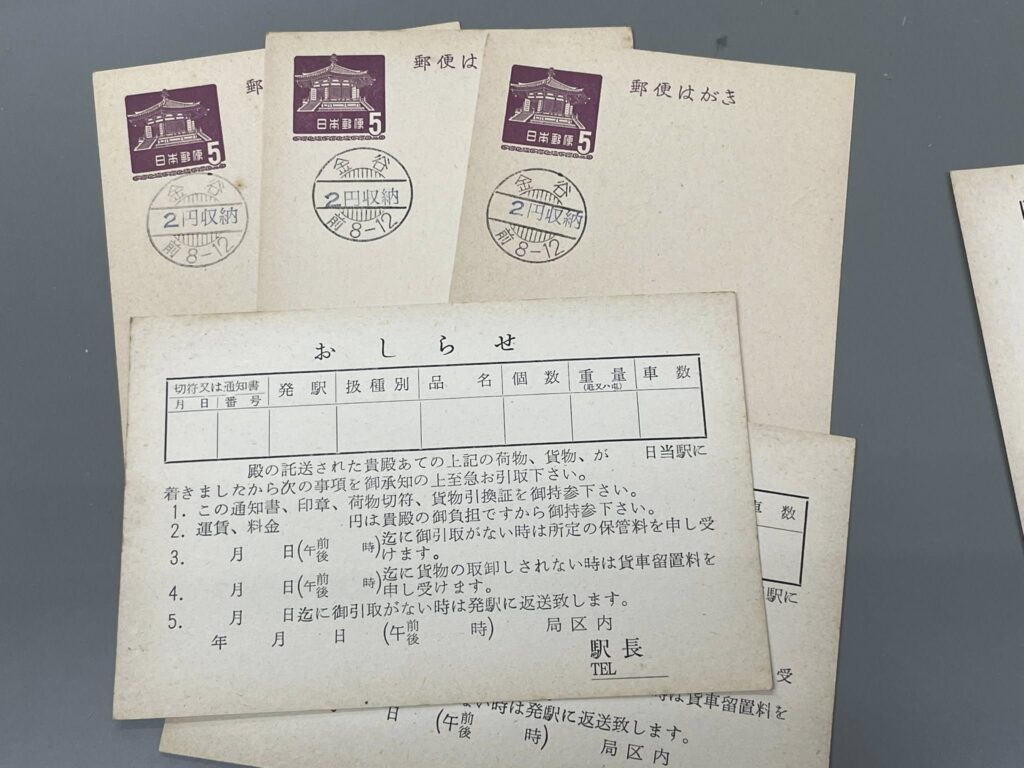 郵
日本郵便 5
金谷
2円収納
前8-12
郵便は
日本郵便 5
金谷
2円収納
前8-12
郵便はがき
日本郵便 5
金谷
2円収納
前8-12
おしらせ
切符又は通知書 発駅 扱種別 品名 個数 重量 車数
月日 番号
殿の託送された貴殿あての上記の荷物、貨物、が 日当駅に
着きましたから次の事項を御承知の上至急お引取下さい。
1. この通知書、印章、荷物切符、貨物引換証を御持参下さい。
2. 運賃、料金 円は貴殿の御負担ですから御持参下さい。
3. 月 日(午前後 時)迄に御引取がない時は所定の保管料を申し受
けます。
4. 月 日(午前後 時)迄に貨物の取卸しされない時は貨車留置料を
申し受けます。
5. 月 日迄に御引取がない時は発駅に返送致します。
年 月 日 (午前後 時) 局区内
駅長
TEL
車数
駅に
受
時は貨車留置料を
ない時は発駅に返送致します。
日 (午前後 時) 局区内